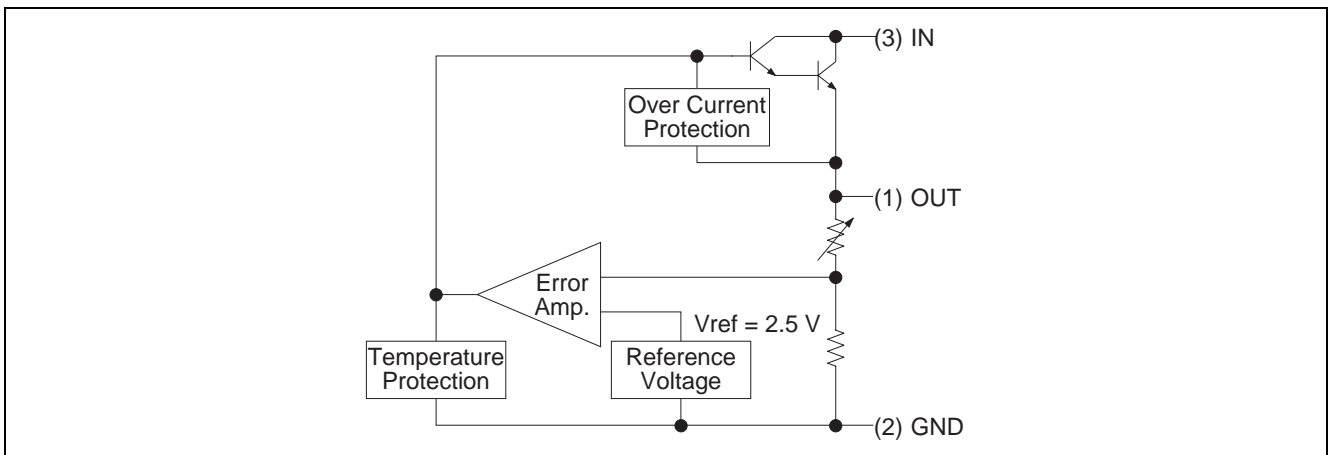 (3) IN
Over Current
Protection
(1) OUT
Error
Amp.
Vref = 2.5 V
Temperature
Protection
Reference
Voltage
(2) GND